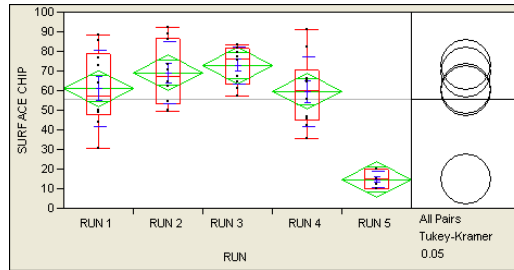 100
90
80
70
60
50
40
30
20
10
0
SURFACE CHIP
RUN 1
RUN 2
RUN 3
RUN 4
RUN 5
RUN
All Pairs
Tukey-Kramer
0.05